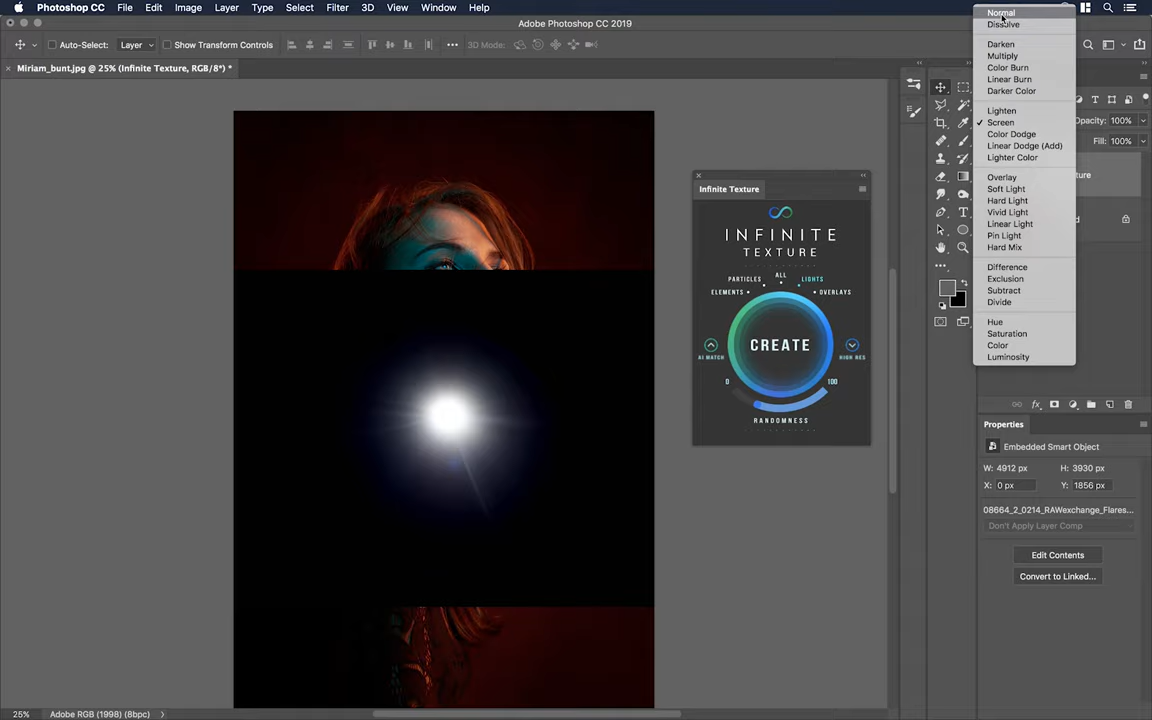 Photoshop CC File Edit Image Layer Type Select Filter 3D View Window Help
Adobe Photoshop CC 2019
Auto-Select: Layer Show Transform Controls 3D Mode:
Miriam_bunt.jpg @ 25% (Infinite Texture, RGB/8*) *
Normal
Dissolve
Darken
Multiply
Color Burn
Linear Burn
Darker Color
Lighten
Screen
Color Dodge
Linear Dodge (Add)
Lighter Color
Overlay
Soft Light
Hard Light
Vivid Light
Linear Light
Pin Light
Hard Mix
Difference
Exclusion
Subtract
Divide
Hue
Saturation
Color
Luminosity
Opacity: 100%
Fill: 100%
Infinite Texture
INFINITE
TEXTURE
ALL
PARTICLES LIGHTS
ELEMENTS OVERLAYS
CREATE
AI MATCH HIGH RES
0 100
RANDOMNESS
Properties
Embedded Smart Object
W: 4912 px H: 3930 px
X: 0 px Y: 1856 px
08664_2_0214_RAWexchange_Flares...
Don't Apply Layer Comp
Edit Contents
Convert to Linked...
25% Adobe RGB (1998) (8bpc)